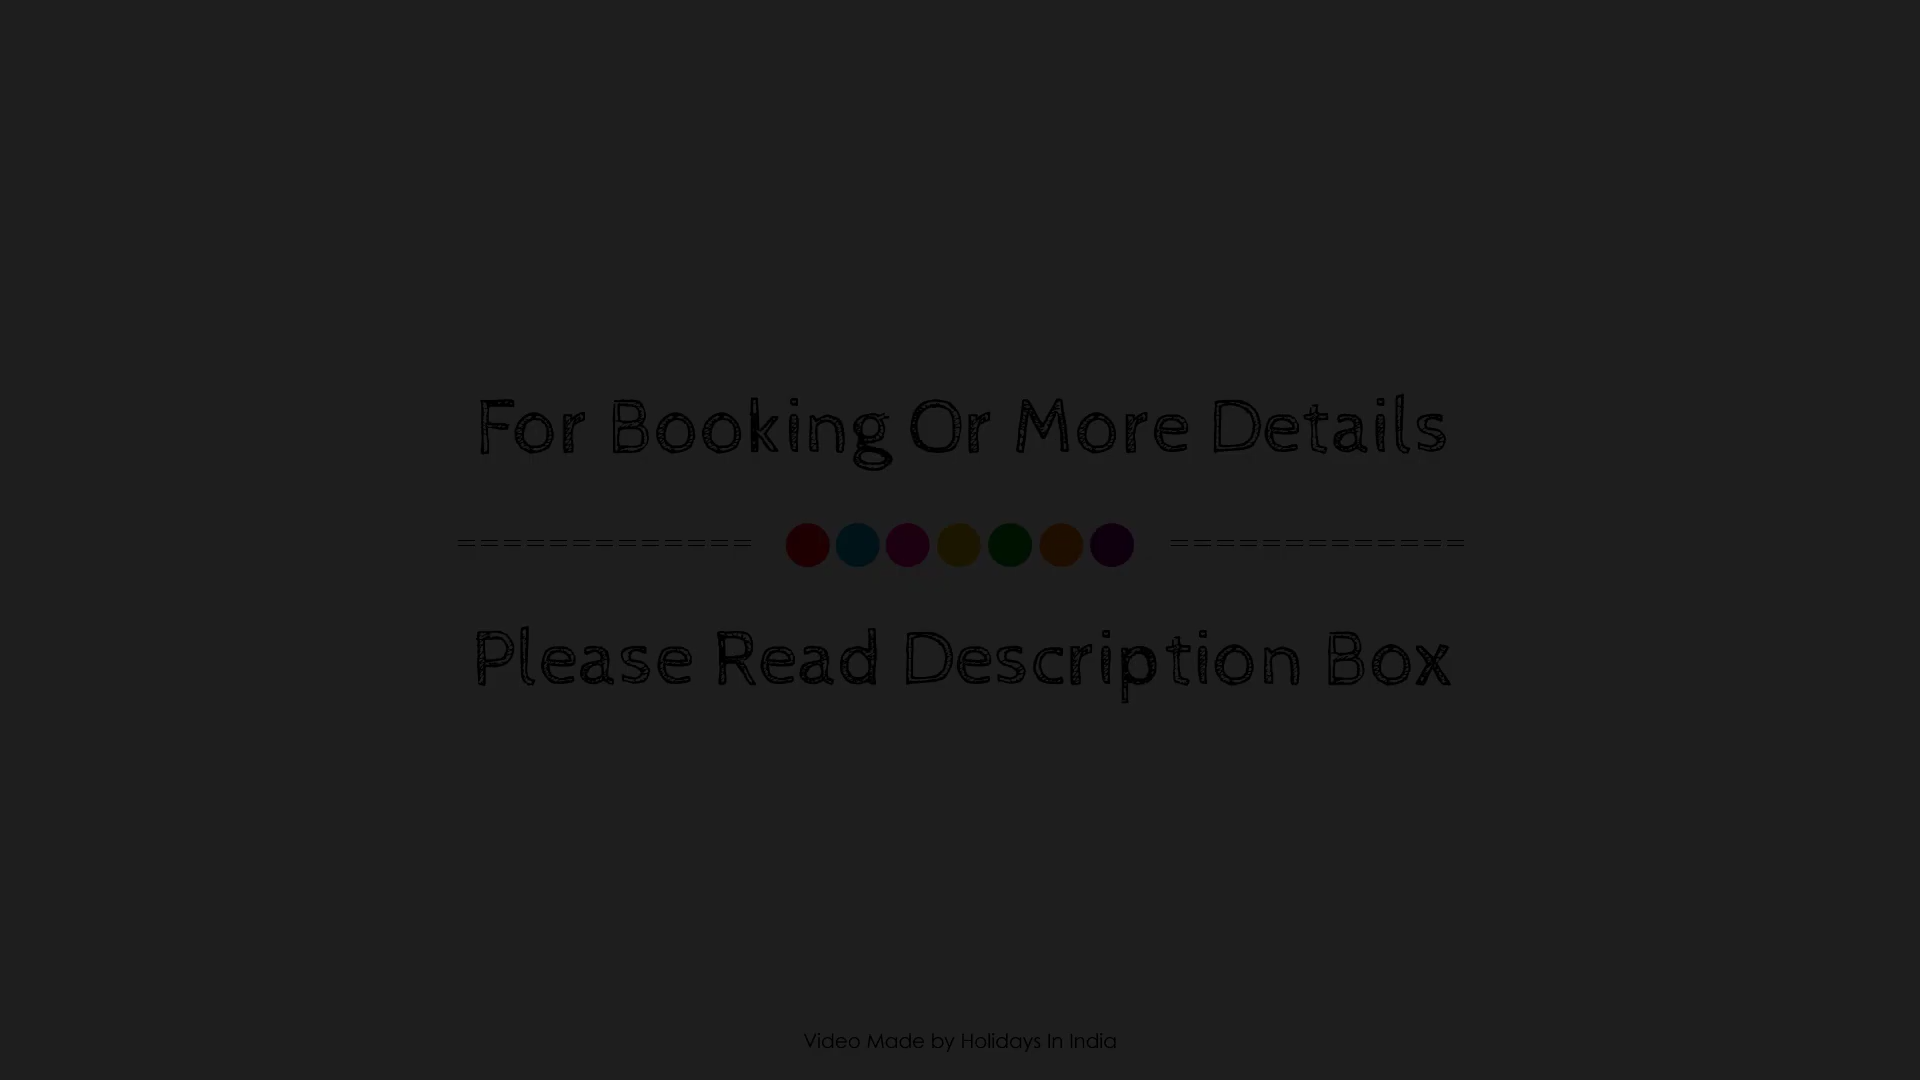 For Booking Or More Details
============= =============
Please Read Description Box
Video Made by Holidays In India